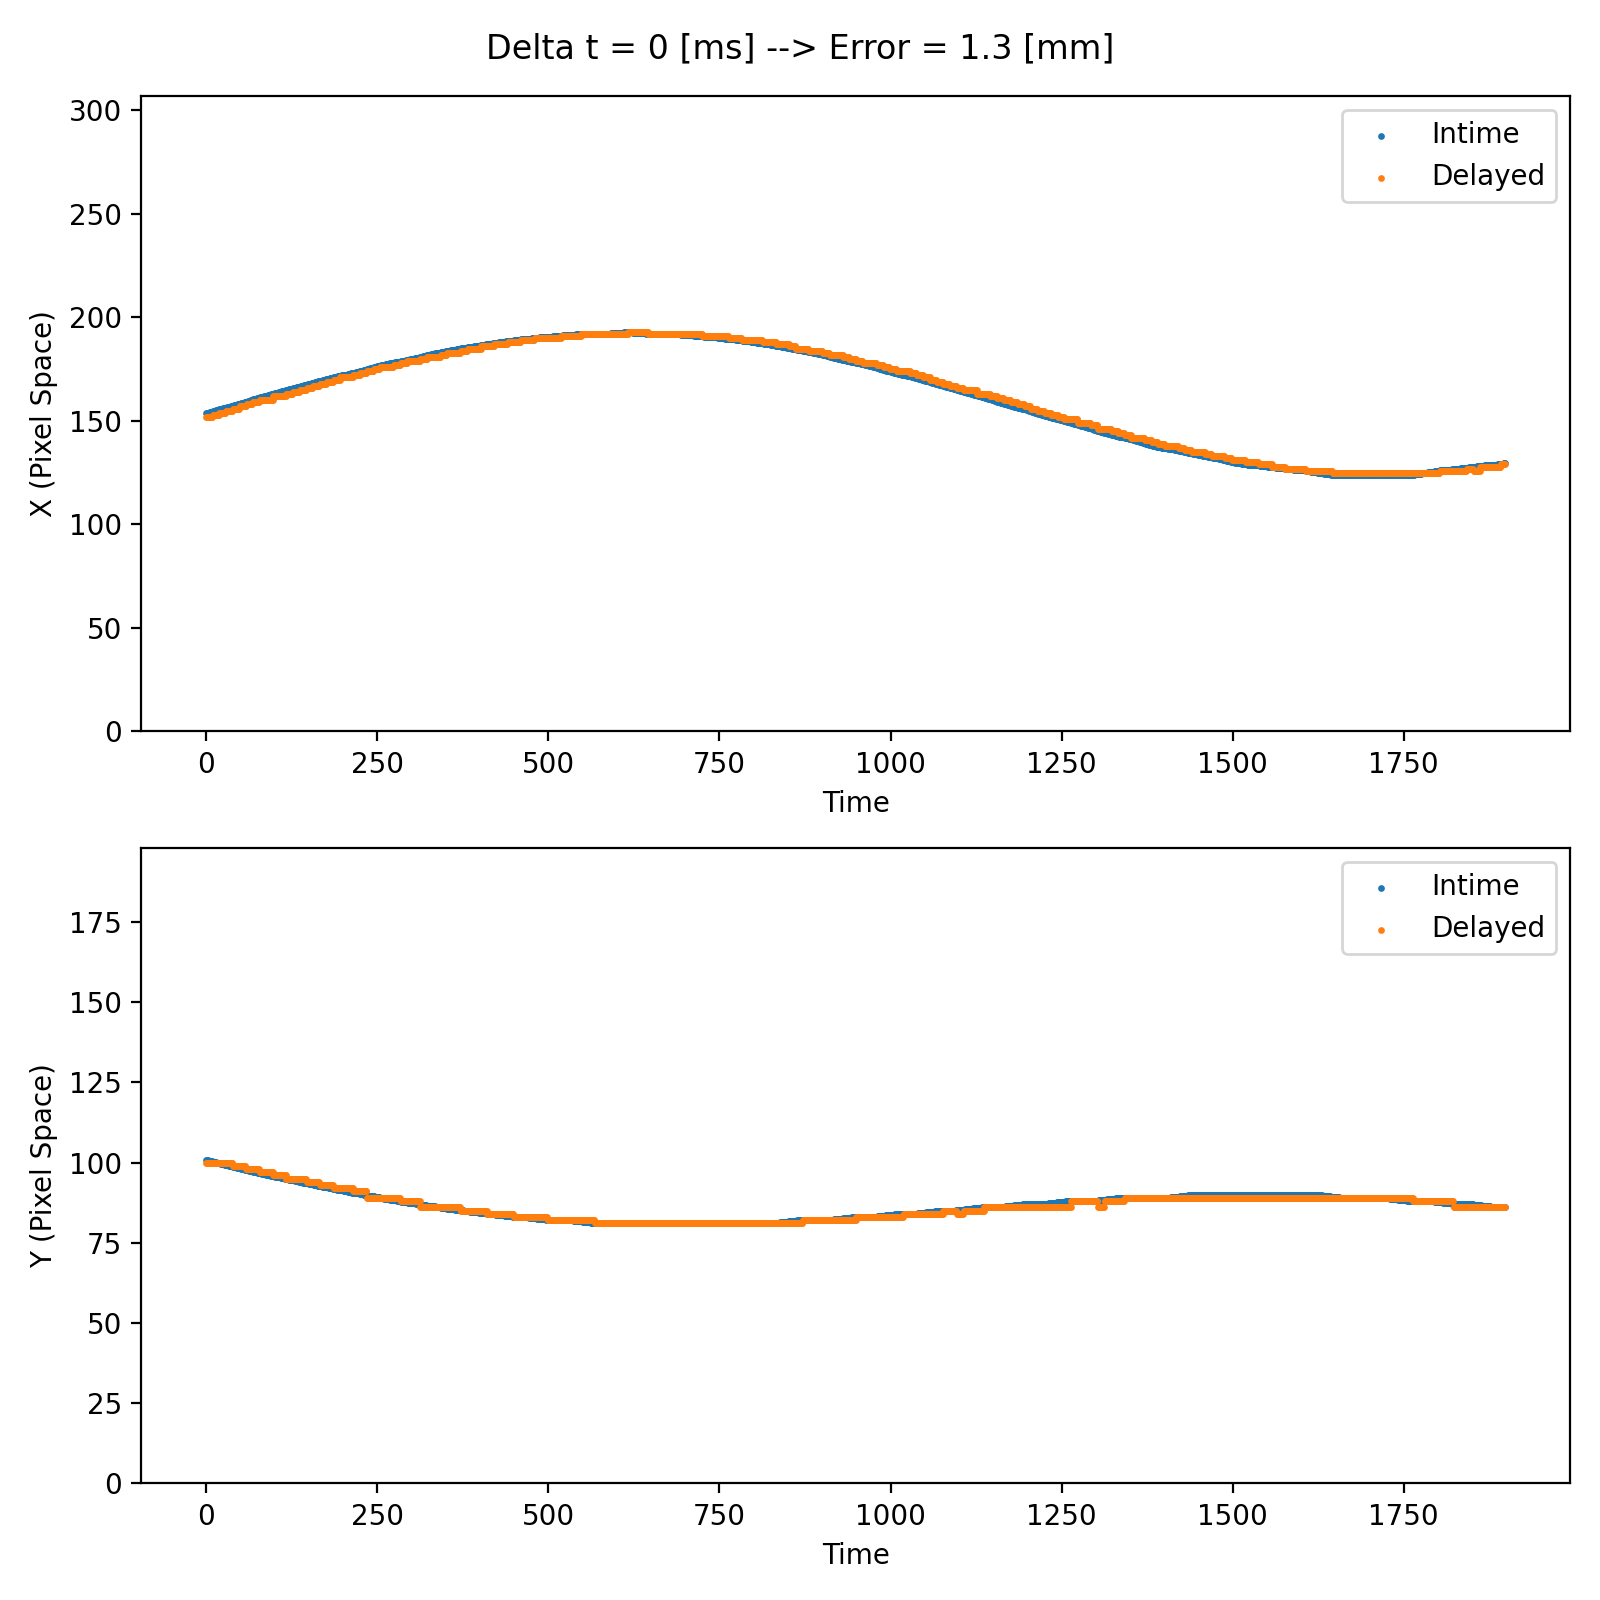 Delta t = 0 [ms] --> Error = 1.3 [mm]
300
250
200
150
100
50
0
X (Pixel Space)
Intime
Delayed
0 250 500 750 1000 1250 1500 1750
Time
175
150
125
100
75
50
25
0
Y (Pixel Space)
Intime
Delayed
0 250 500 750 1000 1250 1500 1750
Time